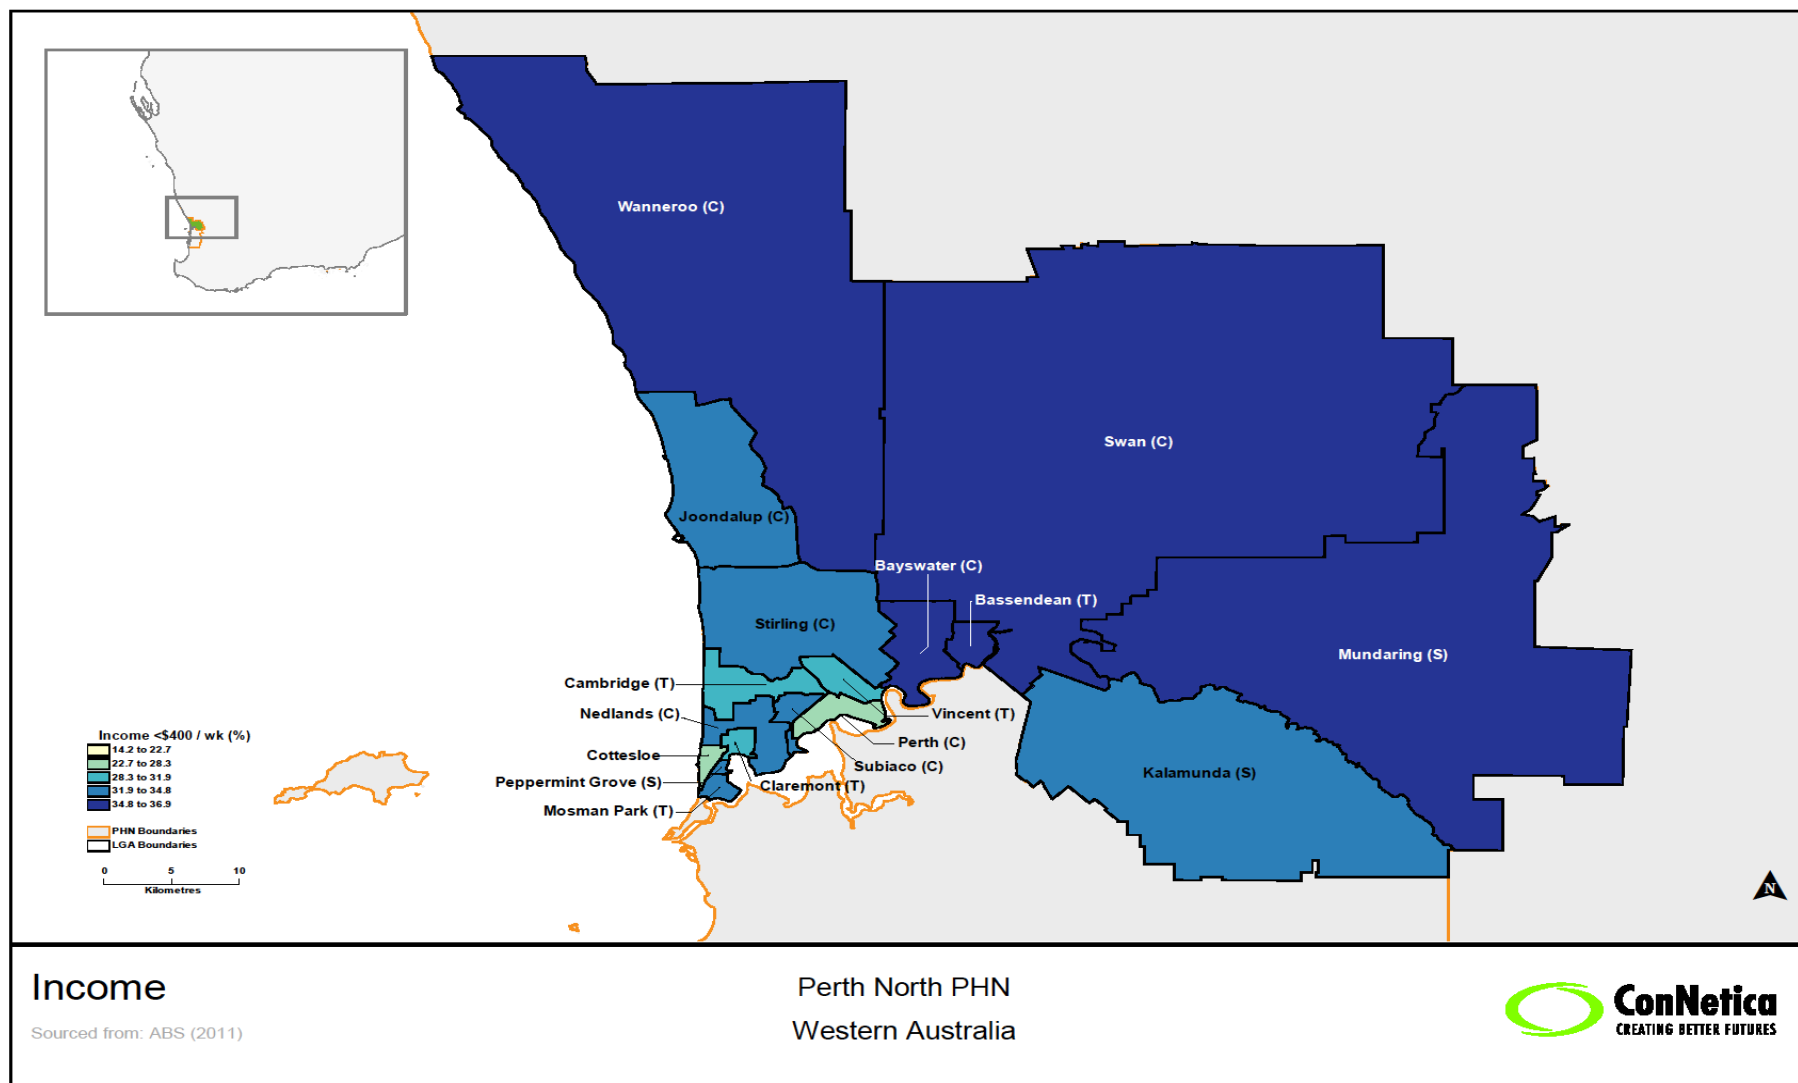 Wanneroo (C)
Swan (C)
Joondalup (C)
Bayswater (C)
Bassendean (T)
Stirling (C)
Mundaring (S)
Cambridge (T)
Nedlands (C)
Vincent (T)
Perth (C)
Cottesloe
Subiaco (C)
Kalamunda (S)
Peppermint Grove (S)
Claremont (T)
Mosman Park (T)
Income <$400 / wk (%)
14.2 to 22.7
22.7 to 28.3
28.3 to 31.9
31.9 to 34.8
34.8 to 36.9
PHN Boundaries
LGA Boundaries
0 5 10
Kilometres
N
Income
Sourced from: ABS (2011)
Perth North PHN
Western Australia
ConNetica
CREATING BETTER FUTURES